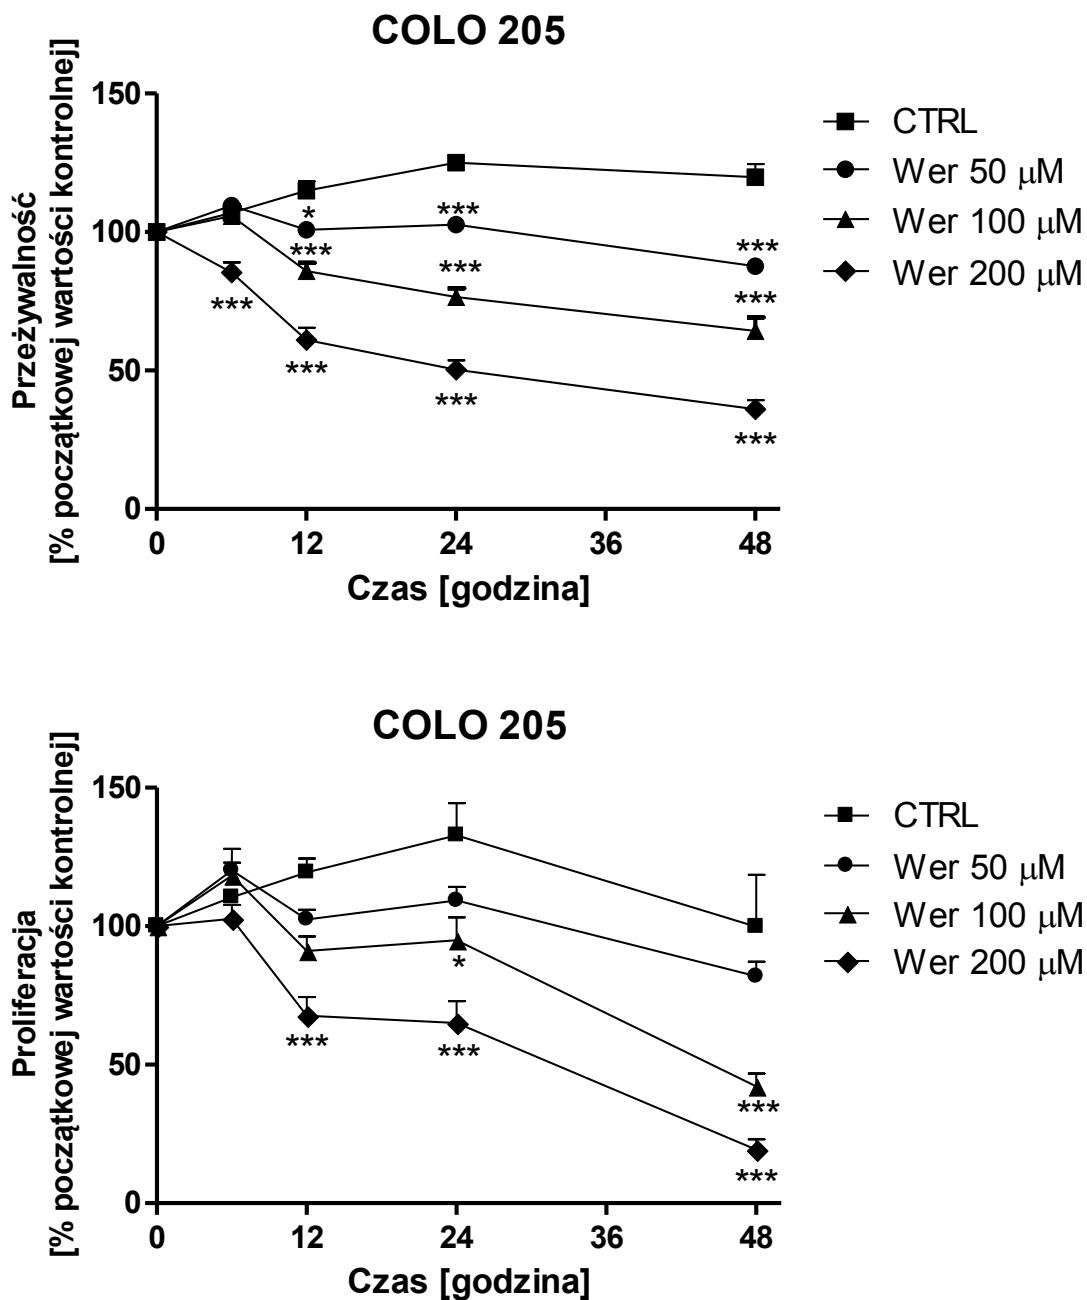 COLO 205
Przeżywalność
[% początkowej wartości kontrolnej]
150
100
50
0
*
***
***
***
***
***
***
***
***
***
0 12 24 36 48
Czas [godzina]
CTRL
Wer 50 μM
Wer 100 μM
Wer 200 μM
COLO 205
Proliferacja
[% początkowej wartości kontrolnej]
150
100
50
0
*
***
***
***
***
0 12 24 36 48
Czas [godzina]
CTRL
Wer 50 μM
Wer 100 μM
Wer 200 μM